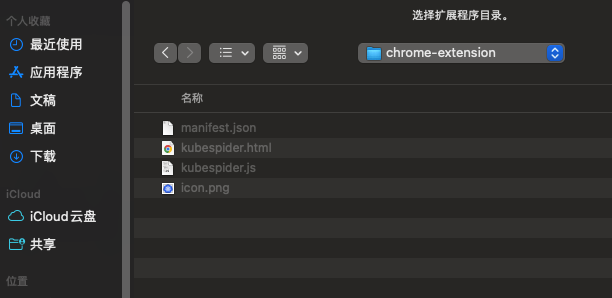 个人收藏
最近使用
应用程序
文稿
桌面
下载
iCloud
iCloud云盘
共享
位置
选择扩展程序目录。
chrome-extension
名称
manifest.json
kubespider.html
kubespider.js
icon.png